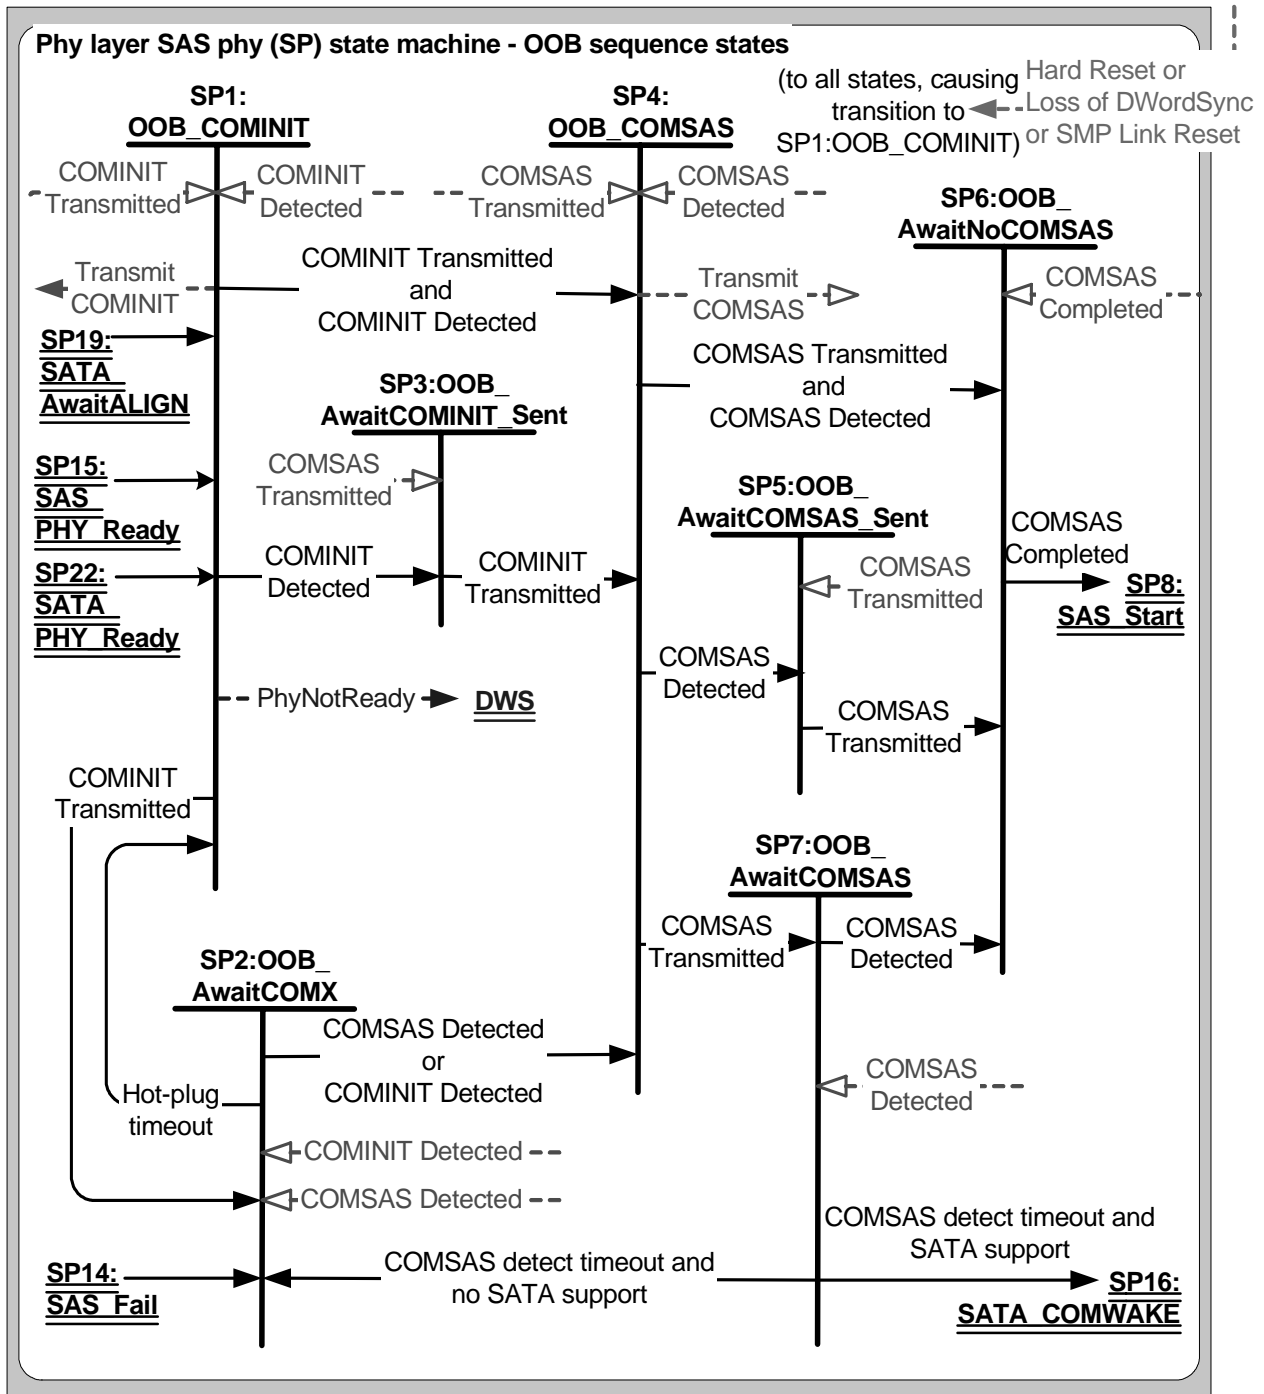 Phy layer SAS phy (SP) state machine - OOB sequence states
(to all states, causing
transition to
SP1:OOB_COMINIT)
Hard Reset or
Loss of DWordSync
or SMP Link Reset
SP1:
OOB_COMINIT
SP4:
OOB_COMSAS
COMINIT
Transmitted
COMINIT
Detected
COMSAS
Transmitted
COMSAS
Detected
SP6:OOB_
AwaitNoCOMSAS
Transmit
COMINIT
COMINIT Transmitted
and
COMINIT Detected
Transmit
COMSAS
COMSAS
Completed
SP19:
SATA_
AwaitALIGN
COMSAS Transmitted
and
COMSAS Detected
SP3:OOB_
AwaitCOMINIT_Sent
SP15:
SAS_
PHY_Ready
COMSAS
Transmitted
SP5:OOB_
AwaitCOMSAS_Sent
COMSAS
Completed
SP22:
SATA_
PHY_Ready
COMINIT
Detected
COMINIT
Transmitted
COMSAS
Transmitted
SP8:
SAS_Start
COMSAS
Detected
PhyNotReady
DWS
COMSAS
Transmitted
COMINIT
Transmitted
SP7:OOB_
AwaitCOMSAS
COMSAS
Transmitted
COMSAS
Detected
SP2:OOB_
AwaitCOMX
COMSAS Detected
or
COMINIT Detected
Hot-plug
timeout
COMSAS
Detected
COMINIT Detected
COMSAS Detected
COMSAS detect timeout and
SATA support
SP14:
SAS_Fail
COMSAS detect timeout and
no SATA support
SP16:
SATA_COMWAKE